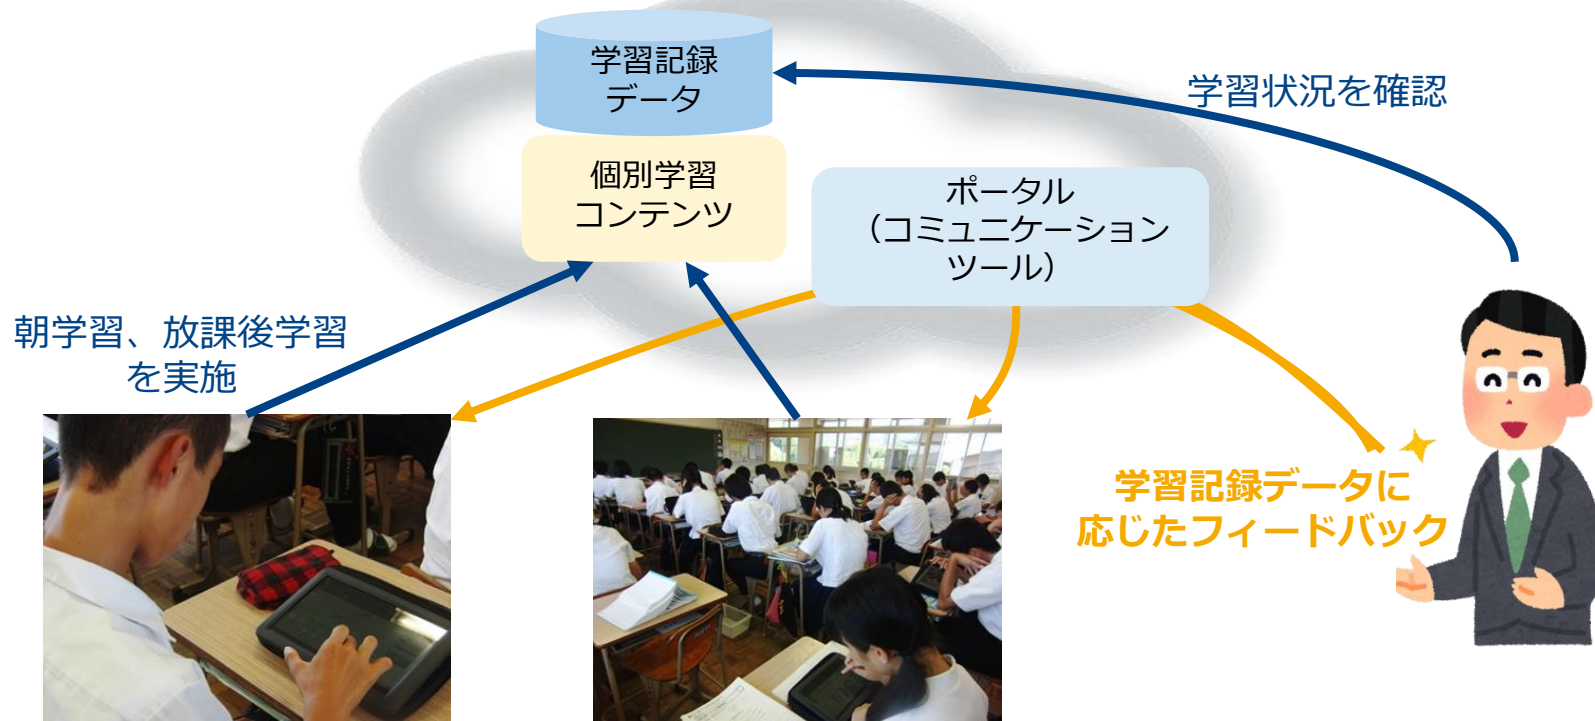 学習記録
データ
学習状況を確認
個別学習
コンテンツ
ポータル
（コミュニケーション
ツール）
朝学習、放課後学習
を実施
学習記録データに
応じたフィードバック